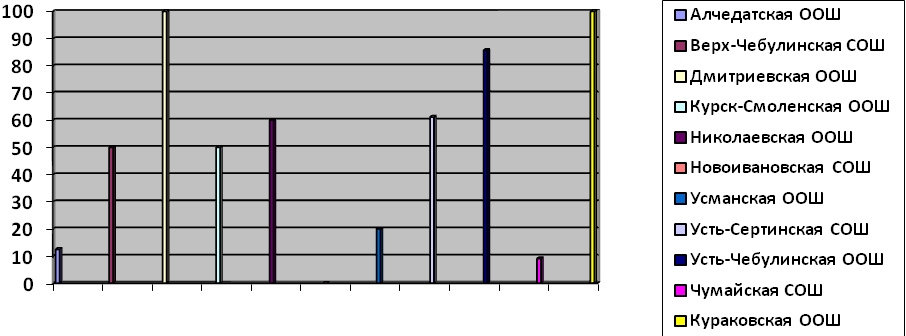 100
90
80
70
60
50
40
30
20
10
0
Алчедатская ООШ
Верх-Чебулинская СОШ
Дмитриевская ООШ
Курск-Смоленская ООШ
Николаевская ООШ
Новоивановская СОШ
Усманская ООШ
Усть-Сертинская СОШ
Усть-Чебулинская ООШ
Чумайская СОШ
Кураковская ООШ